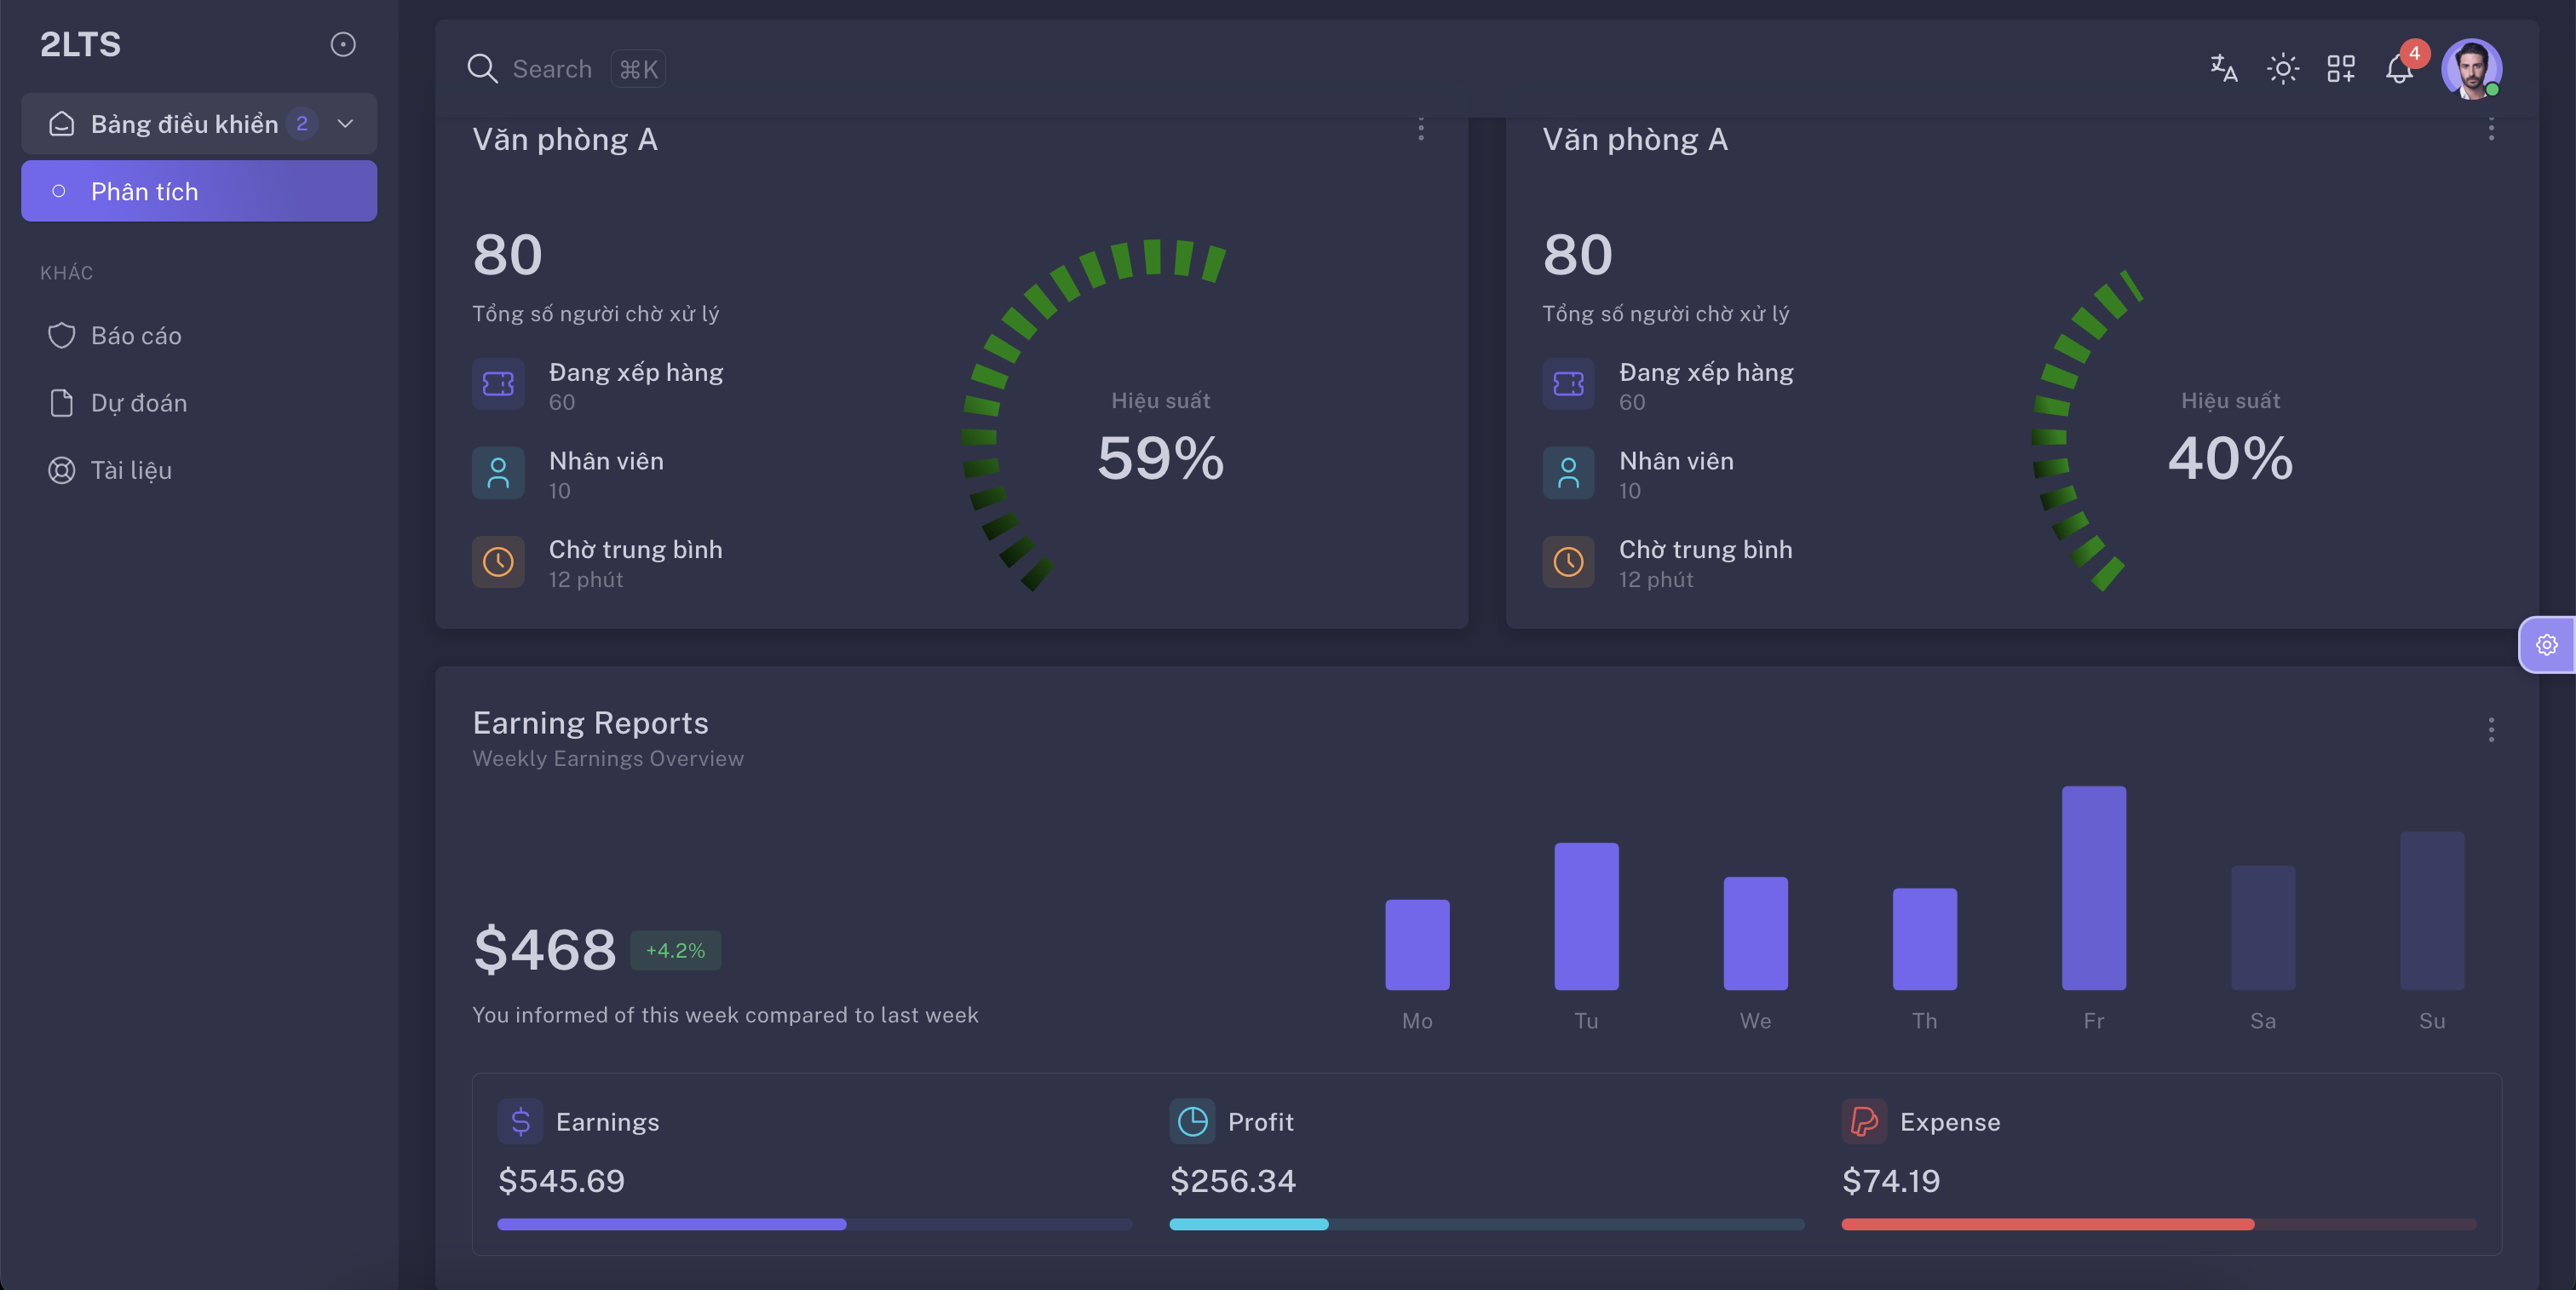 2LTS
Bảng điều khiển 2
Phân tích
KHÁC
Báo cáo
Dự đoán
Tài liệu
Search ⌘K
4
Văn phòng A
80
Tổng số người chờ xử lý
Đang xếp hàng
60
Nhân viên
10
Chờ trung bình
12 phút
Hiệu suất
59%
Văn phòng A
80
Tổng số người chờ xử lý
Đang xếp hàng
60
Nhân viên
10
Chờ trung bình
12 phút
Hiệu suất
40%
Earning Reports
Weekly Earnings Overview
$468 +4.2%
You informed of this week compared to last week
Mo Tu We Th Fr Sa Su
Earnings
$545.69
Profit
$256.34
Expense
$74.19